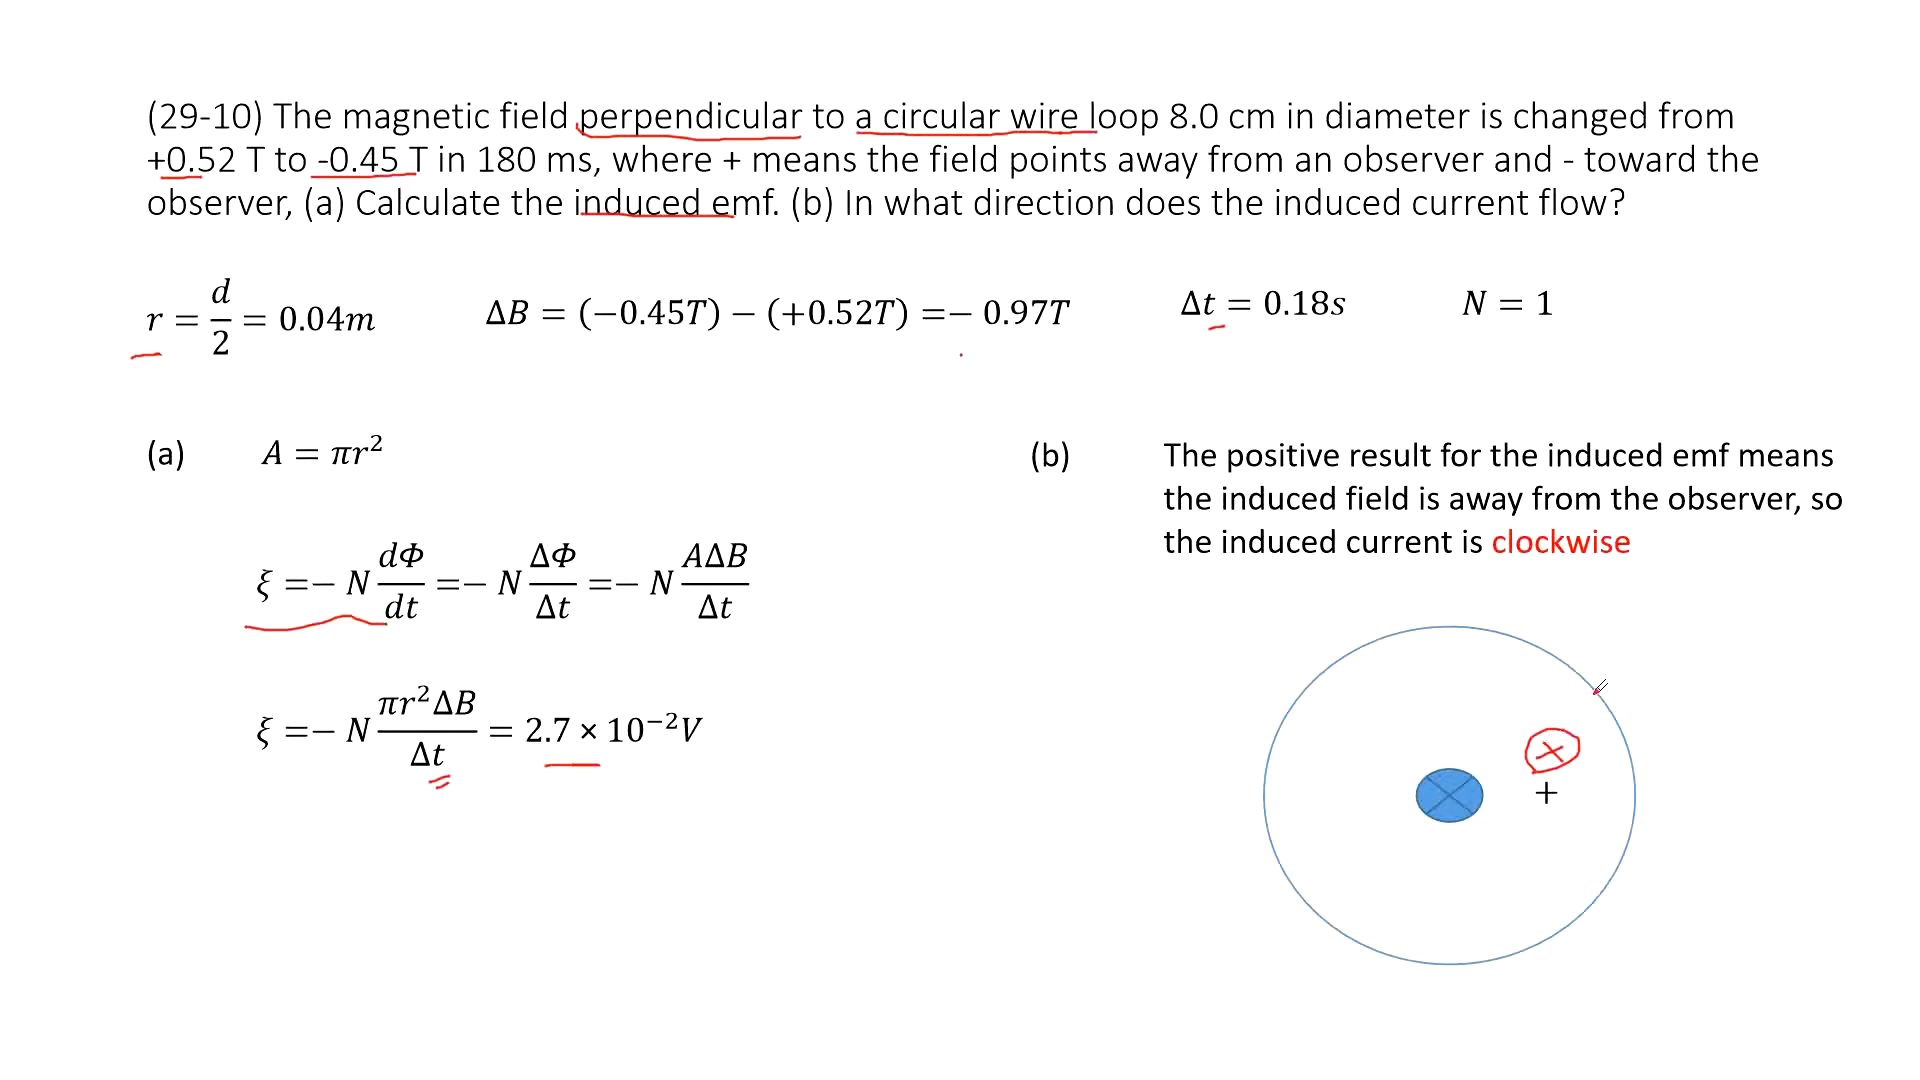 (29-10) The magnetic field perpendicular to a circular wire loop 8.0 cm in diameter is changed from
+0.52 T to -0.45 T in 180 ms, where + means the field points away from an observer and - toward the
observer, (a) Calculate the induced emf. (b) In what direction does the induced current flow?
r = d/2 = 0.04m
ΔB = (−0.45T) − (+0.52T) =− 0.97T
Δt = 0.18s
N = 1
(a) A = πr²
ξ =− N dΦ/dt =− N ΔΦ/Δt =− N AΔB/Δt
ξ =− N πr²ΔB/Δt = 2.7 × 10⁻²V
(b) The positive result for the induced emf means
the induced field is away from the observer, so
the induced current is clockwise
+